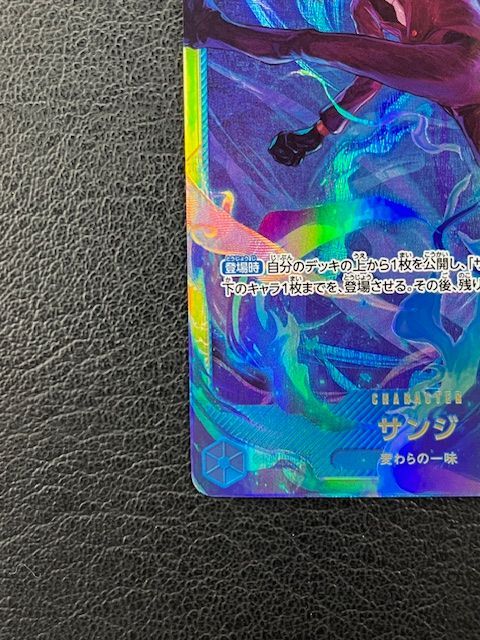 登場時 自分のデッキの上から1枚を公開し、「サ
下のキャラ1枚までを、登場させる。その後、残り
CHARACTER
サンジ
麦わらの一味